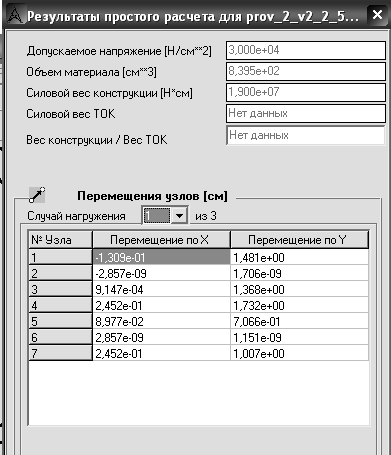 Результаты простого расчета для prov_2_v2_2_5...
Допускаемое напряжение [Н/см**2] 3,000e+04
Объем материала [см**3] 8,395e+02
Силовой вес конструкции [Н*см] 1,900e+07
Силовой вес ТОК Нет данных
Вес конструкции / Вес ТОК Нет данных
Перемещения узлов [см]
Случай нагружения 1 из 3
№ Узла Перемещение по X Перемещение по Y
1 -1,309e-01 1,481e+00
2 -2,857e-09 1,706e-09
3 9,147e-04 1,368e+00
4 2,452e-01 1,732e+00
5 8,977e-02 7,066e-01
6 2,857e-09 1,151e-09
7 2,452e-01 1,007e+00